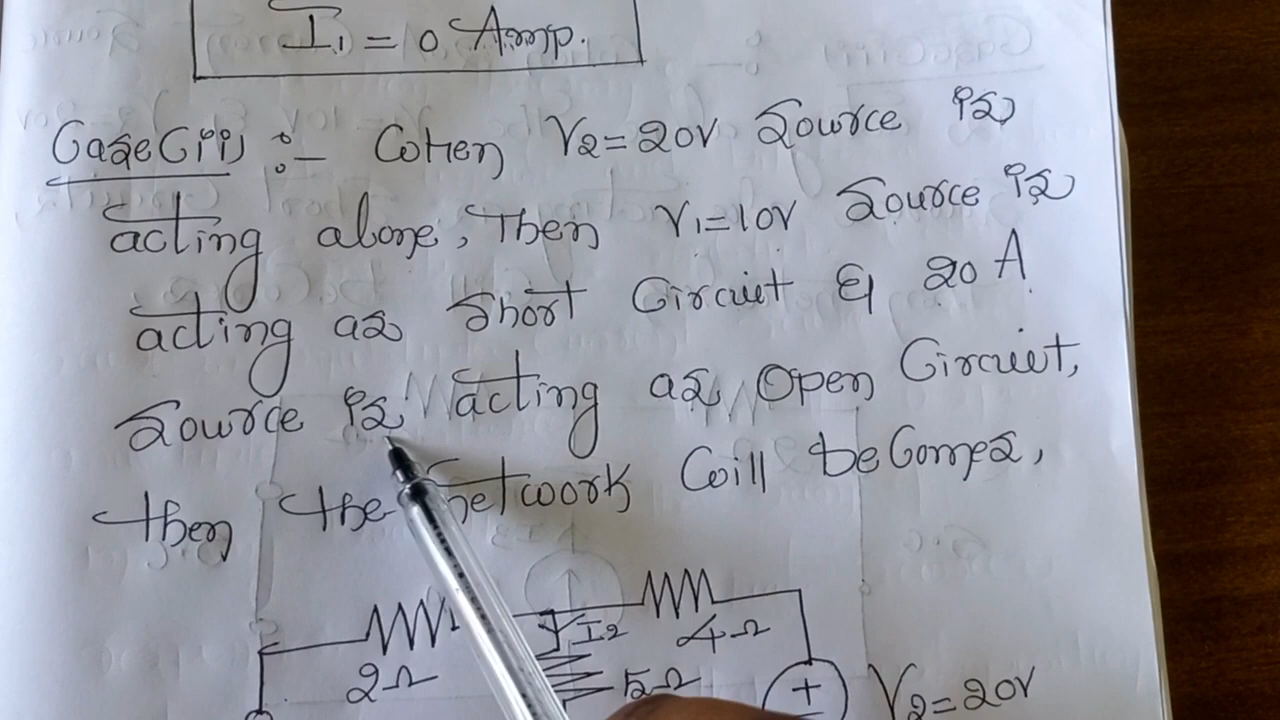 I1 = 0 Amp.
Case(ii) :- When V2=20V Source is
acting alone, Then V1=10V Source is
acting as Short Circuit & 20 A
Source is acting as Open Circuit,
then the network will be Comes,
I2
4Ω
2Ω
5Ω
+
V2=20V